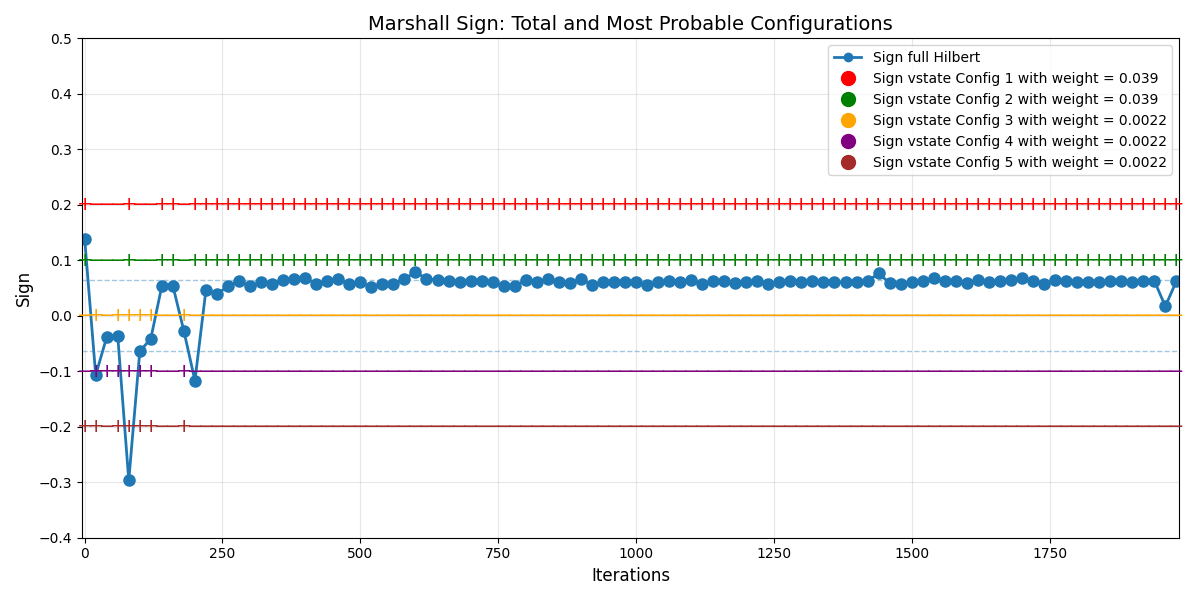 Marshall Sign: Total and Most Probable Configurations
Sign full Hilbert
Sign vstate Config 1 with weight = 0.039
Sign vstate Config 2 with weight = 0.039
Sign vstate Config 3 with weight = 0.0022
Sign vstate Config 4 with weight = 0.0022
Sign vstate Config 5 with weight = 0.0022
Sign
0.5
0.4
0.3
0.2
0.1
0.0
−0.1
−0.2
−0.3
−0.4
0 250 500 750 1000 1250 1500 1750
Iterations